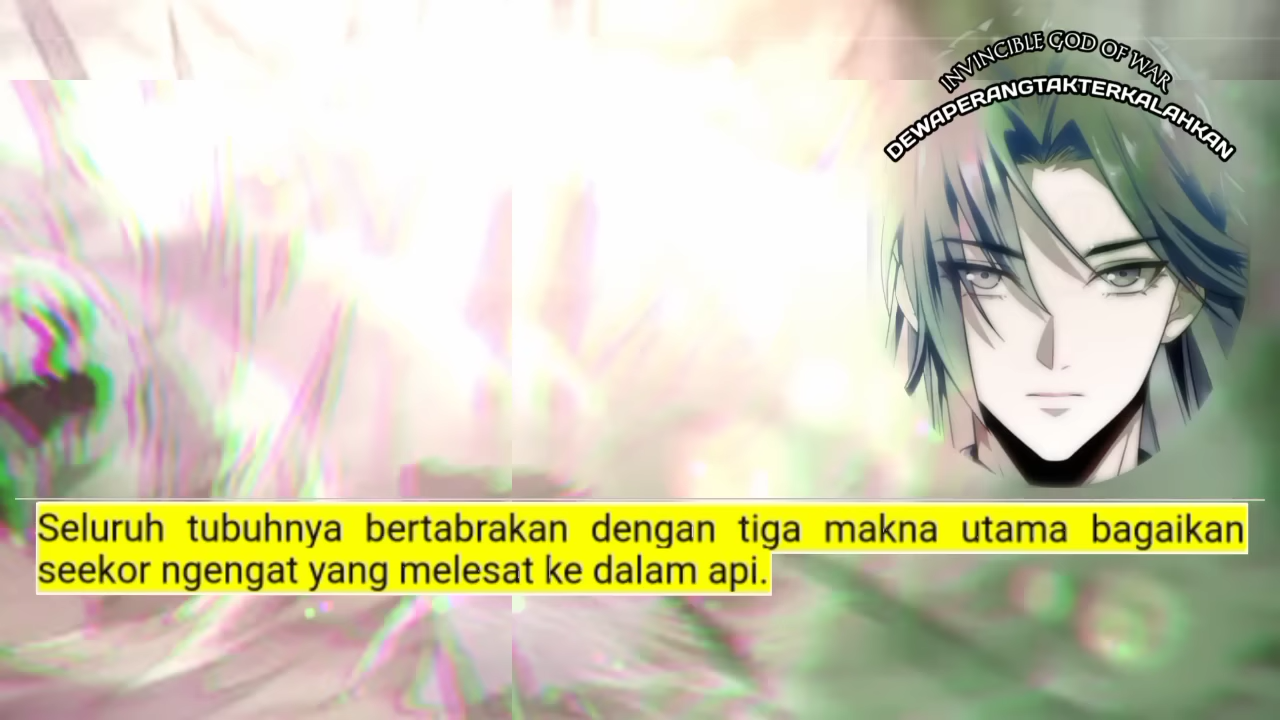 INVINCIBLE GOD OF WAR
DEWAPERANGTAKTERKALAHKAN
Seluruh tubuhnya bertabrakan dengan tiga makna utama bagaikan
seekor ngengat yang melesat ke dalam api.